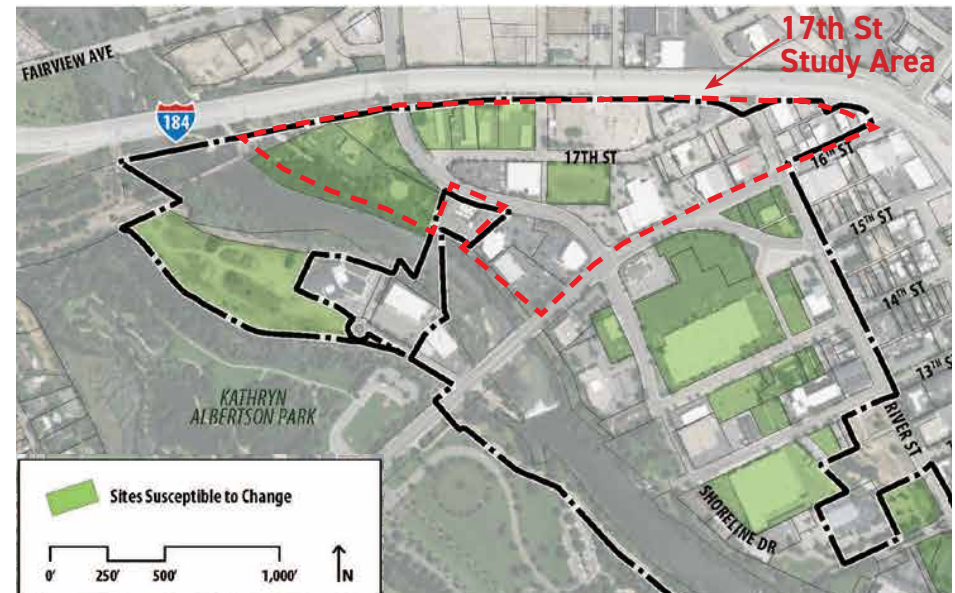 17th St
Study Area
FAIRVIEW AVE
184
17TH ST
16TH ST
15TH ST
14TH ST
13TH S
KATHRYN
ALBERTSON PARK
RIVER ST
SHORELINE DR
Sites Susceptible to Change
0' 250' 500' 1,000' N